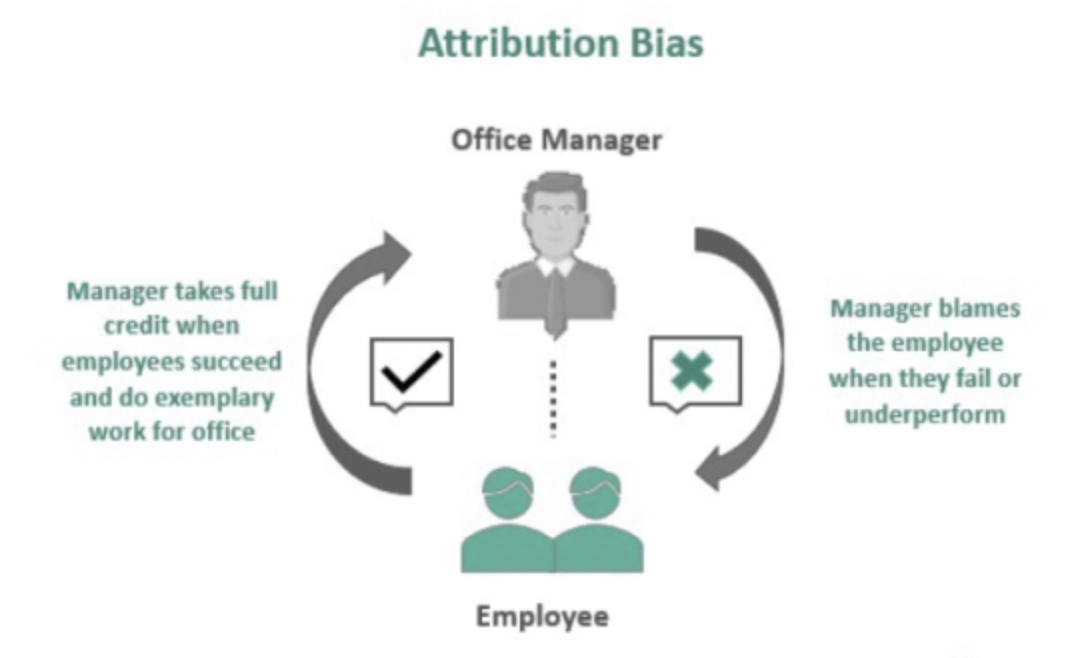 Attribution Bias
Office Manager
Manager takes full
credit when
employees succeed
and do exemplary
work for office
Manager blames
the employee
when they fail or
underperform
Employee